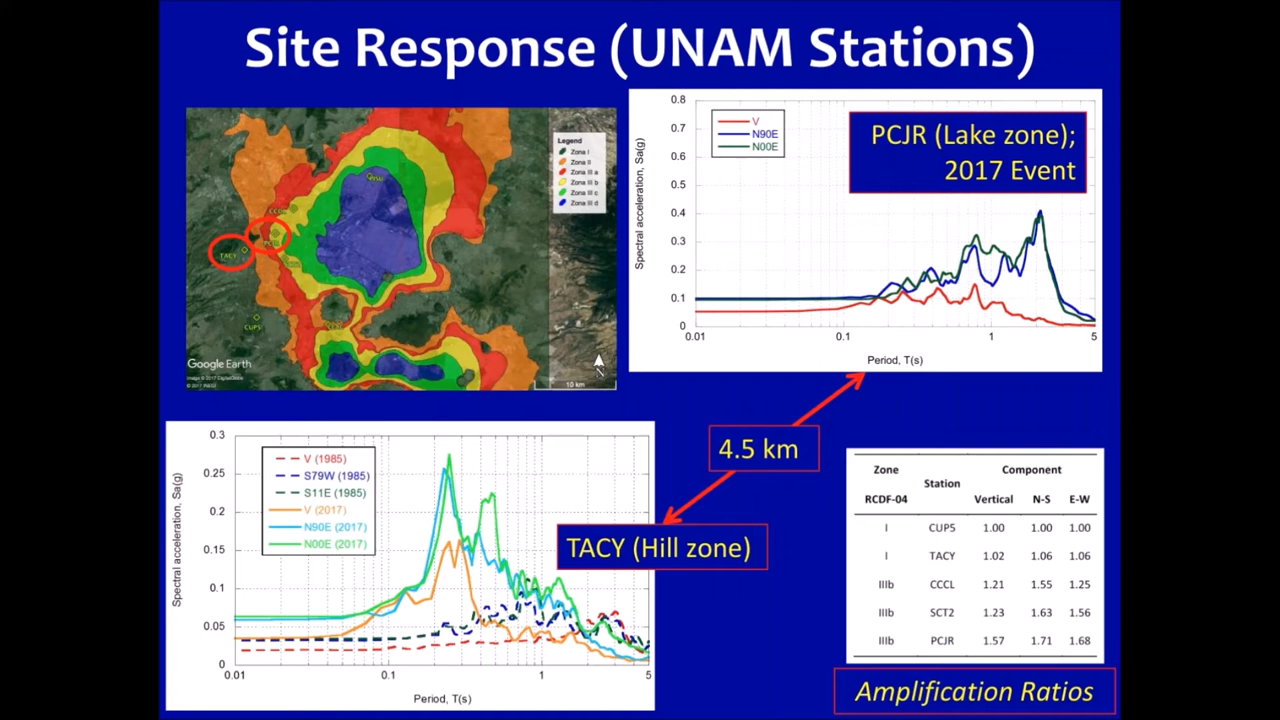 Site Response (UNAM Stations)
Legend
Zona I
Zona II
Zona III a
Zona III b
Zona III c
Zona III d
TACY
CUP5
Google Earth
© 2017 INEGI
N
10 km
PCJR (Lake zone);
2017 Event
V
N90E
N00E
Spectral acceleration, Sa(g)
0.8
0.7
0.6
0.5
0.4
0.3
0.2
0.1
0
0.01
0.1
1
5
Period, T(s)
4.5 km
TACY (Hill zone)
V (1985)
S79W (1985)
S11E (1985)
V (2017)
N90E (2017)
N00E (2017)
Spectral acceleration, Sa(g)
0.3
0.25
0.2
0.15
0.1
0.05
0
0.01
0.1
1
5
Period, T(s)
Zone Station Component
RCDF-04 Vertical N-S E-W
I CUP5 1.00 1.00 1.00
I TACY 1.02 1.06 1.06
IIIb CCCL 1.21 1.55 1.25
IIIb SCT2 1.23 1.63 1.56
IIIb PCJR 1.57 1.71 1.68
Amplification Ratios